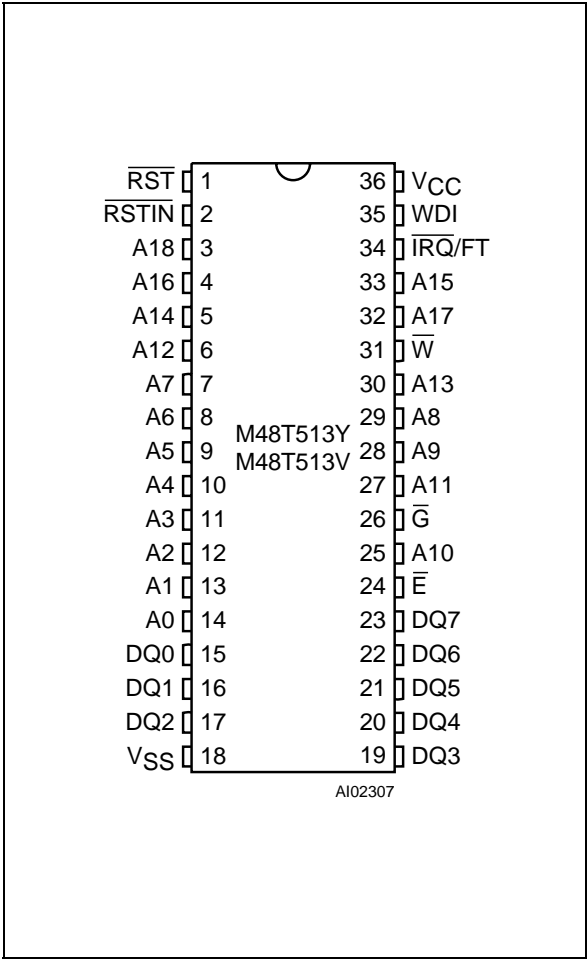 R̅S̅T̅ 1 36 VCC
R̅S̅T̅I̅N̅ 2 35 WDI
A18 3 34 I̅R̅Q̅/FT
A16 4 33 A15
A14 5 32 A17
A12 6 31 W̅
A7 7 30 A13
A6 8 29 A8
M48T513Y
A5 9 28 A9
M48T513V
A4 10 27 A11
A3 11 26 G̅
A2 12 25 A10
A1 13 24 E̅
A0 14 23 DQ7
DQ0 15 22 DQ6
DQ1 16 21 DQ5
DQ2 17 20 DQ4
VSS 18 19 DQ3
AI02307